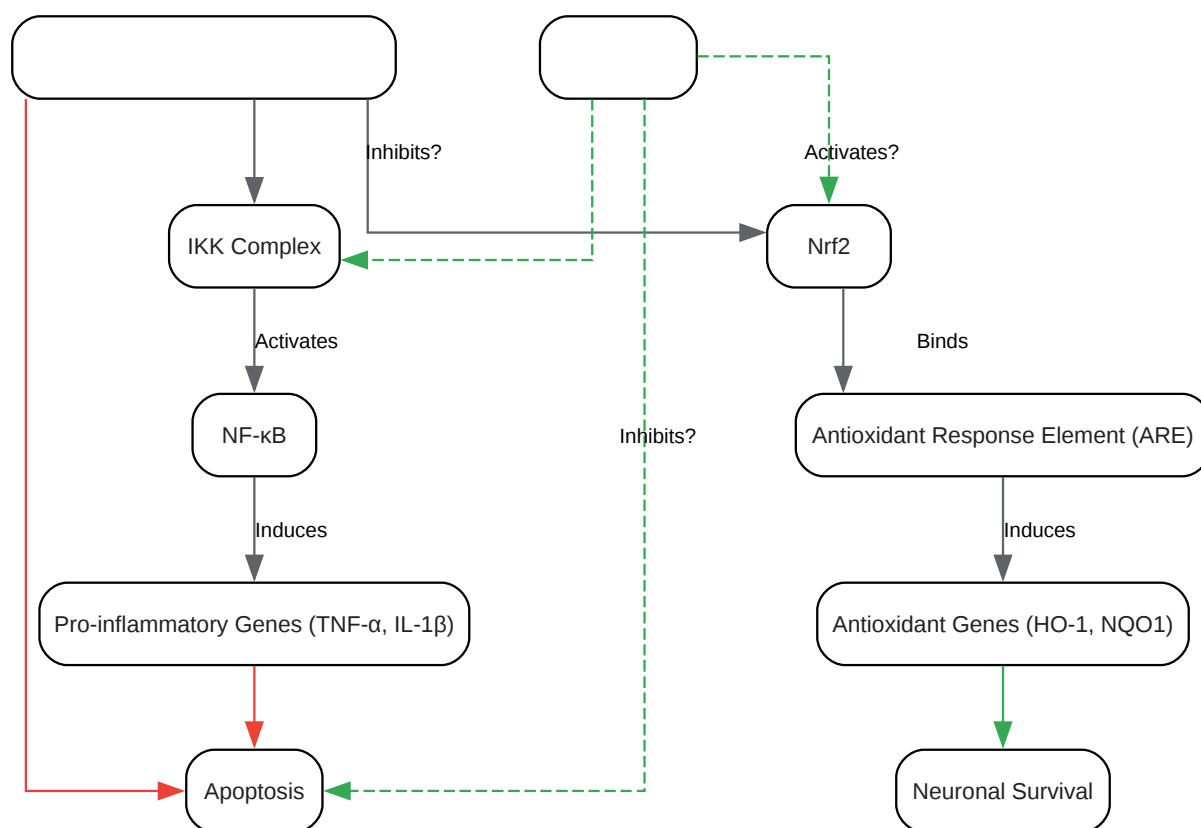 Inhibits?
Activates?
IKK Complex
Nrf2
Activates
Binds
NF-κB
Inhibits?
Antioxidant Response Element (ARE)
Induces
Induces
Pro-inflammatory Genes (TNF-α, IL-1β)
Antioxidant Genes (HO-1, NQO1)
Apoptosis
Neuronal Survival